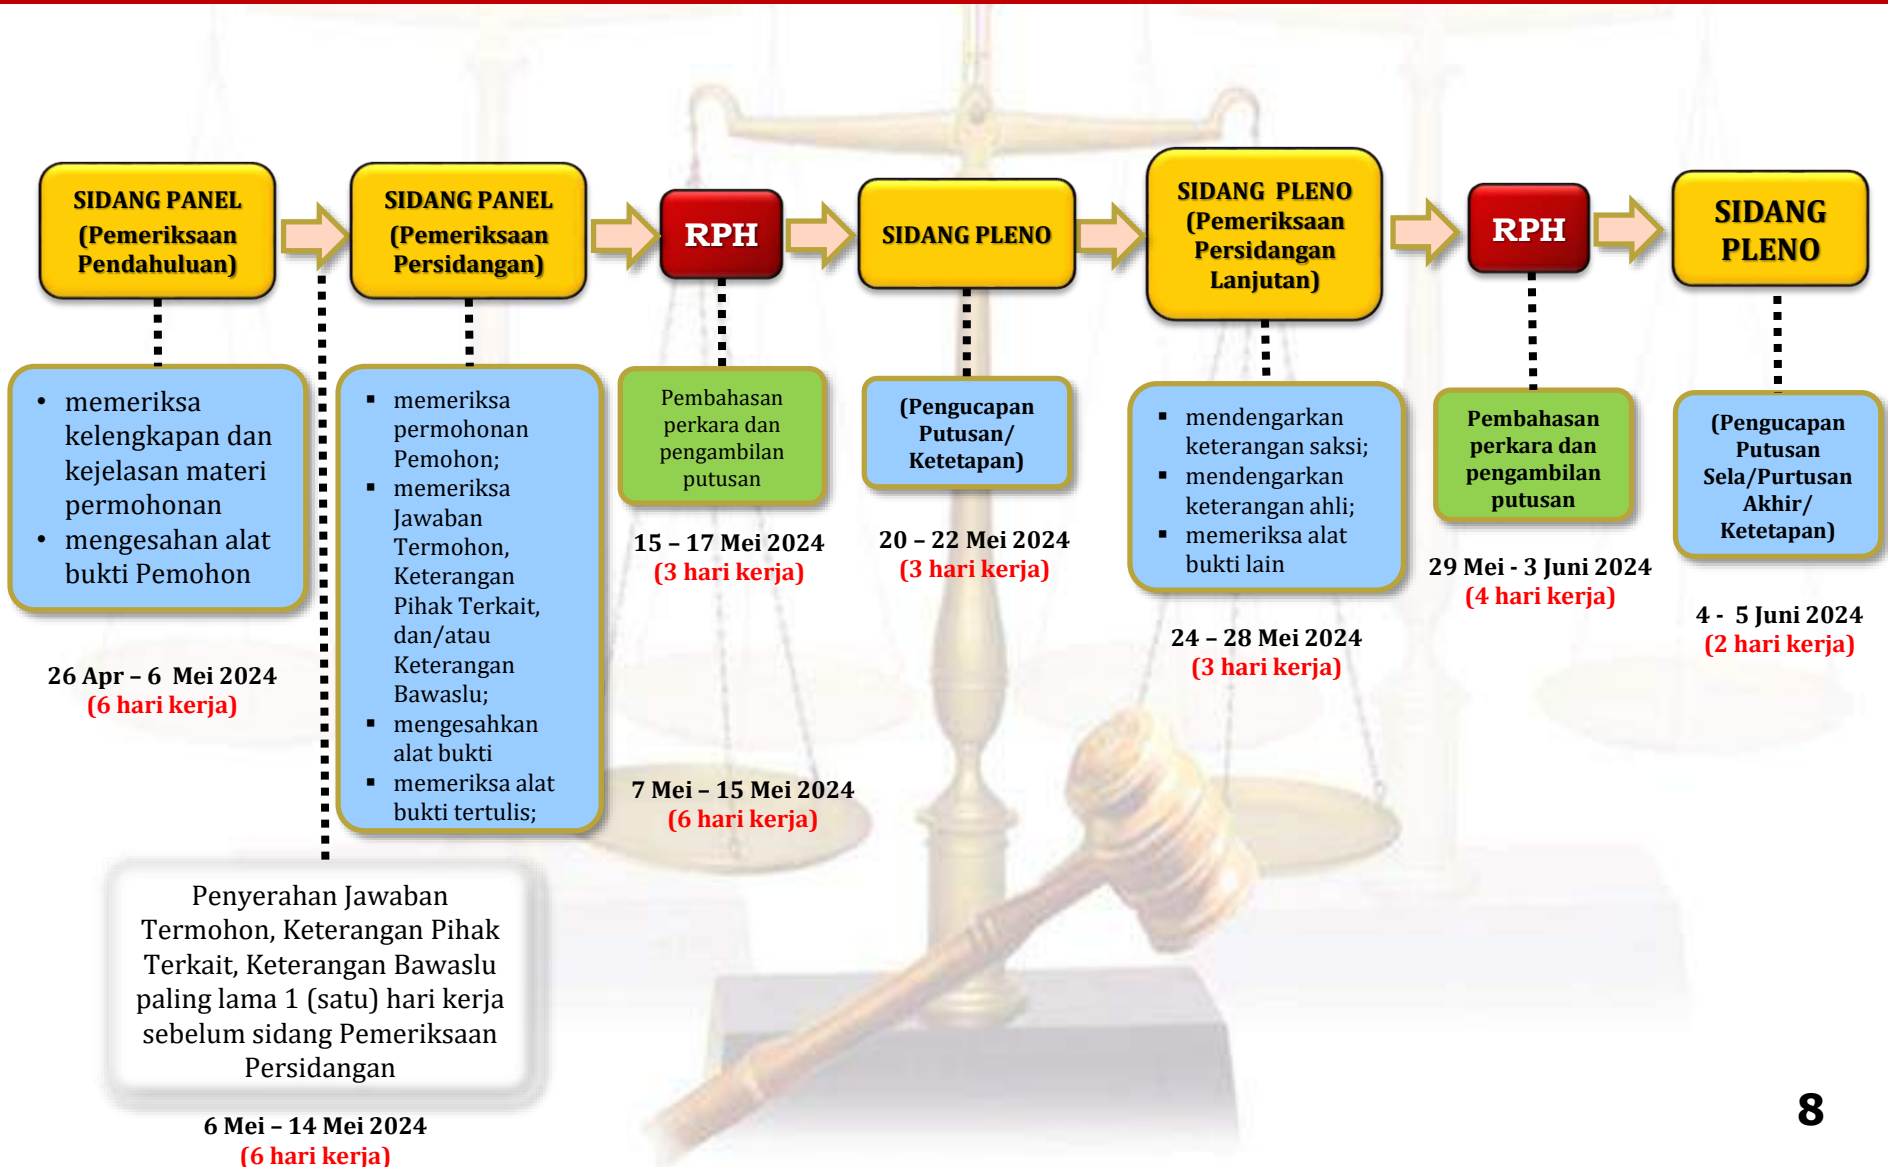 SIDANG PANEL
(Pemeriksaan
Pendahuluan)
• memeriksa
kelengkapan dan
kejelasan materi
permohonan
• mengesahan alat
bukti Pemohon
26 Apr – 6 Mei 2024
(6 hari kerja)
Penyerahan Jawaban
Termohon, Keterangan Pihak
Terkait, Keterangan Bawaslu
paling lama 1 (satu) hari kerja
sebelum sidang Pemeriksaan
Persidangan
6 Mei – 14 Mei 2024
(6 hari kerja)
SIDANG PANEL
(Pemeriksaan
Persidangan)
▪ memeriksa
permohonan
Pemohon;
▪ memeriksa
Jawaban
Termohon,
Keterangan
Pihak Terkait,
dan/atau
Keterangan
Bawaslu;
▪ mengesahkan
alat bukti
▪ memeriksa alat
bukti tertulis;
7 Mei – 15 Mei 2024
(6 hari kerja)
RPH
Pembahasan
perkara dan
pengambilan
putusan
15 – 17 Mei 2024
(3 hari kerja)
SIDANG PLENO
(Pengucapan
Putusan/
Ketetapan)
20 – 22 Mei 2024
(3 hari kerja)
SIDANG PLENO
(Pemeriksaan
Persidangan
Lanjutan)
▪ mendengarkan
keterangan saksi;
▪ mendengarkan
keterangan ahli;
▪ memeriksa alat
bukti lain
24 – 28 Mei 2024
(3 hari kerja)
RPH
Pembahasan
perkara dan
pengambilan
putusan
29 Mei - 3 Juni 2024
(4 hari kerja)
SIDANG
PLENO
(Pengucapan
Putusan
Sela/Purtusan
Akhir/
Ketetapan)
4 - 5 Juni 2024
(2 hari kerja)
8